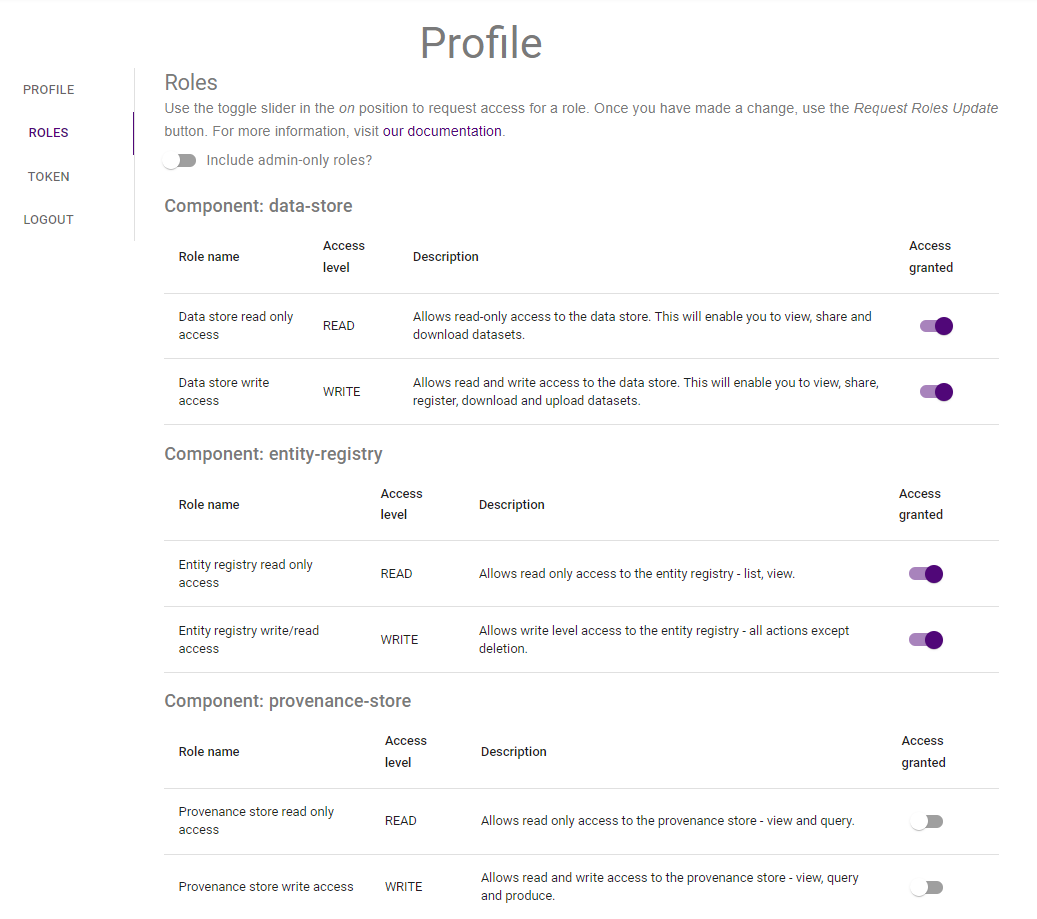 Profile
PROFILE
ROLES
TOKEN
LOGOUT
Roles
Use the toggle slider in the on position to request access for a role. Once you have made a change, use the Request Roles Update
button. For more information, visit our documentation.
Include admin-only roles?
Component: data-store
Role name
Access
level
Description
Access
granted
Data store read only
access
READ
Allows read-only access to the data store. This will enable you to view, share and
download datasets.
Data store write
access
WRITE
Allows read and write access to the data store. This will enable you to view, share,
register, download and upload datasets.
Component: entity-registry
Role name
Access
level
Description
Access
granted
Entity registry read only
access
READ
Allows read only access to the entity registry - list, view.
Entity registry write/read
access
WRITE
Allows write level access to the entity registry - all actions except
deletion.
Component: provenance-store
Role name
Access
level
Description
Access
granted
Provenance store read only
access
READ
Allows read only access to the provenance store - view and query.
Provenance store write access
WRITE
Allows read and write access to the provenance store - view, query
and produce.